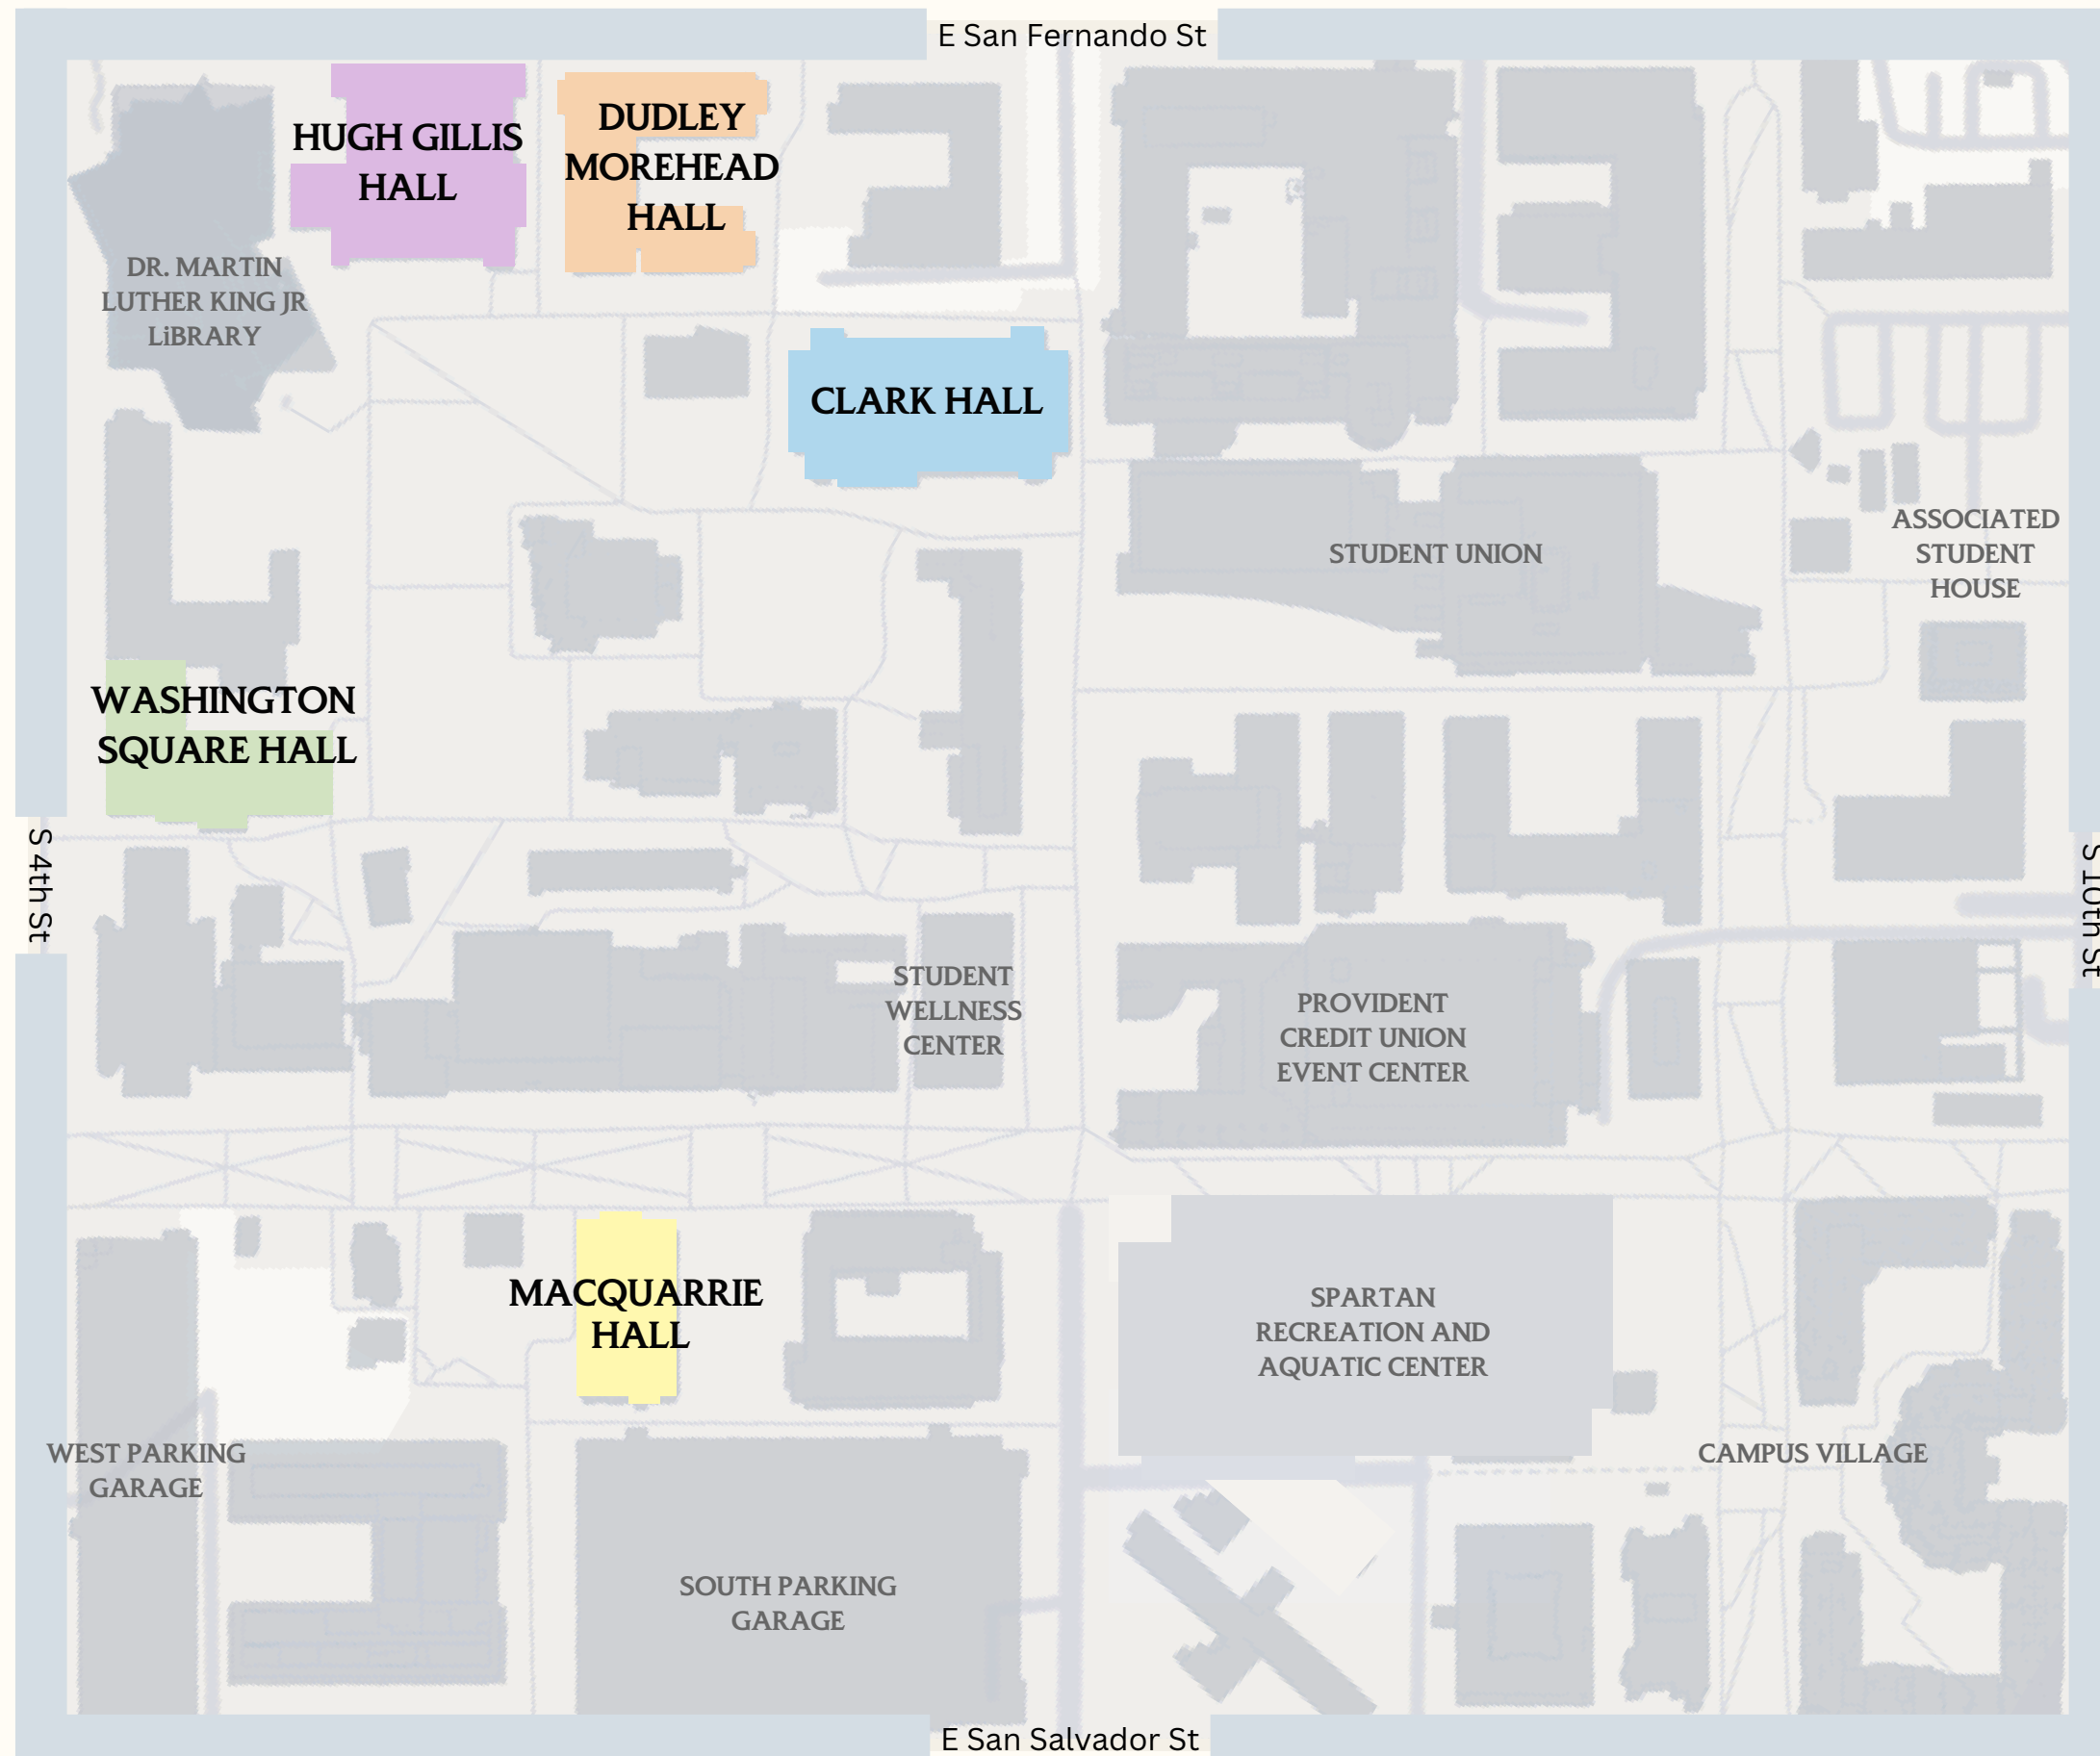 E San Fernando St
HUGH GILLIS
HALL
DUDLEY
MOREHEAD
HALL
DR. MARTIN
LUTHER KING JR
LiBRARY
CLARK HALL
STUDENT UNION
ASSOCIATED
STUDENT
HOUSE
WASHINGTON
SQUARE HALL
S 4th St
S 10th St
STUDENT
WELLNESS
CENTER
PROVIDENT
CREDIT UNION
EVENT CENTER
MACQUARRIE
HALL
SPARTAN
RECREATION AND
AQUATIC CENTER
WEST PARKING
GARAGE
CAMPUS VILLAGE
SOUTH PARKING
GARAGE
E San Salvador St